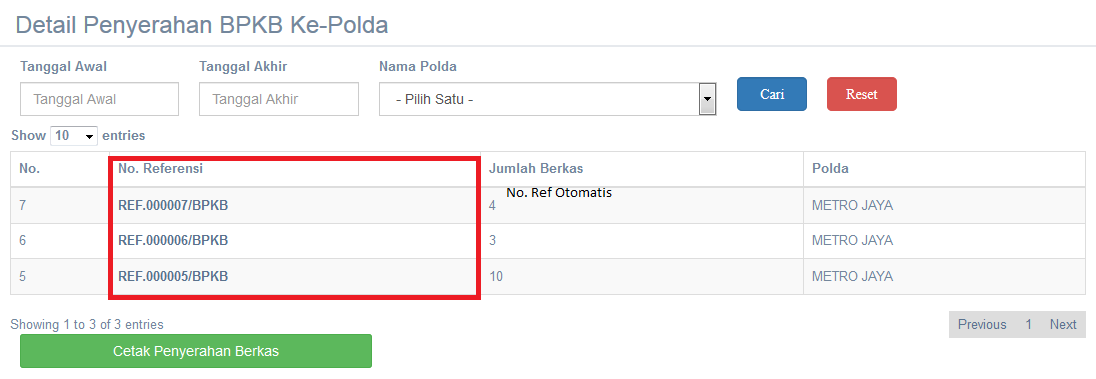 Detail Penyerahan BPKB Ke-Polda
Tanggal Awal Tanggal Akhir Nama Polda
Tanggal Awal Tanggal Akhir - Pilih Satu - Cari Reset
Show 10 entries
No. No. Referensi Jumlah Berkas Polda
No. Ref Otomatis
7 REF.000007/BPKB 4 METRO JAYA
6 REF.000006/BPKB 3 METRO JAYA
5 REF.000005/BPKB 10 METRO JAYA
Showing 1 to 3 of 3 entries Previous 1 Next
Cetak Penyerahan Berkas